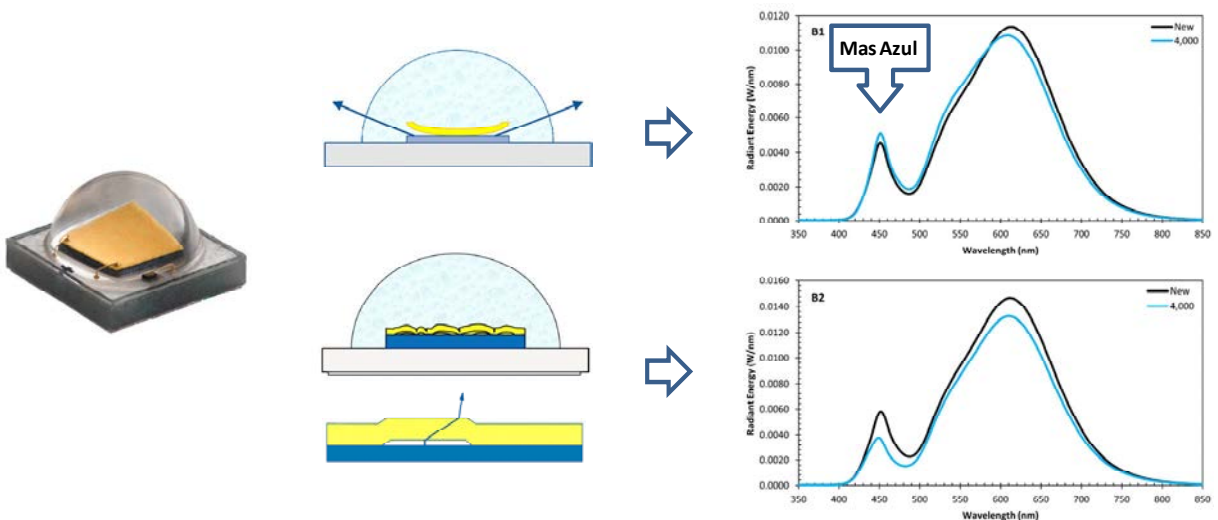 B1
Mas Azul
New
4,000
Radiant Energy (W/nm)
0.0120
0.0100
0.0080
0.0060
0.0040
0.0020
0.0000
350 400 450 500 550 600 650 700 750 800 850
Wavelength (nm)
B2
New
4,000
Radiant Energy (W/nm)
0.0160
0.0140
0.0120
0.0100
0.0080
0.0060
0.0040
0.0020
0.0000
350 400 450 500 550 600 650 700 750 800 850
Wavelength (nm)